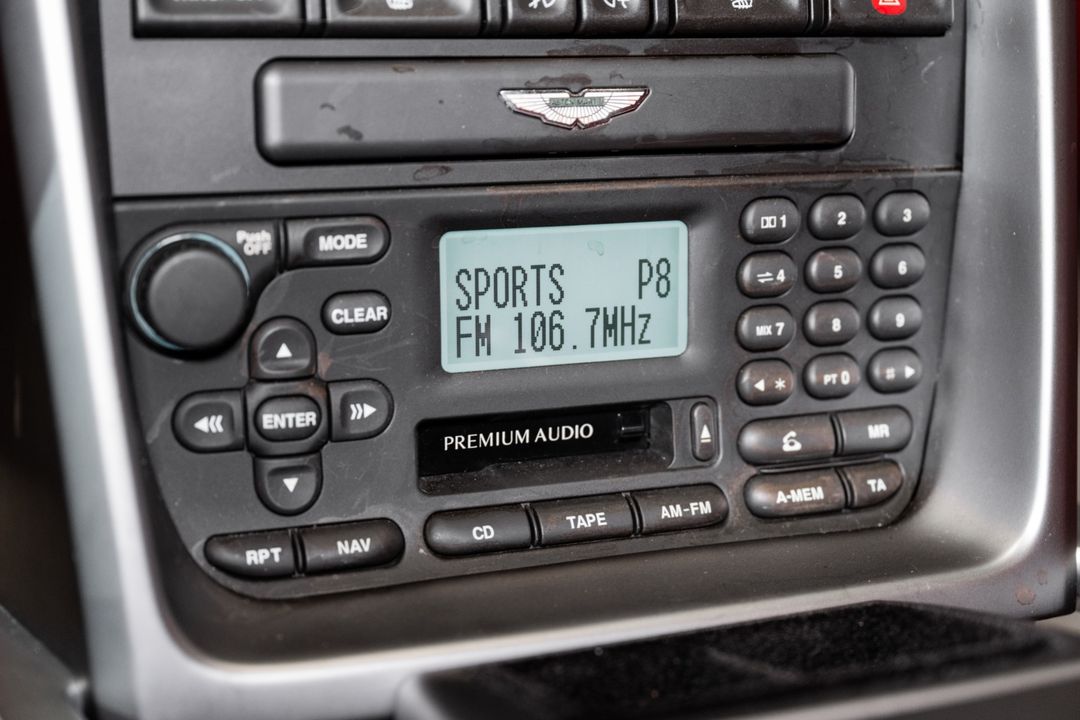 Push OFF
MODE
CLEAR
ENTER
RPT
NAV
SPORTS P8
FM 106.7MHz
PREMIUM AUDIO
CD
TAPE
AM-FM
1
2
3
4
5
6
MIX 7
8
9
*
PT 0
#
MR
A-MEM
TA